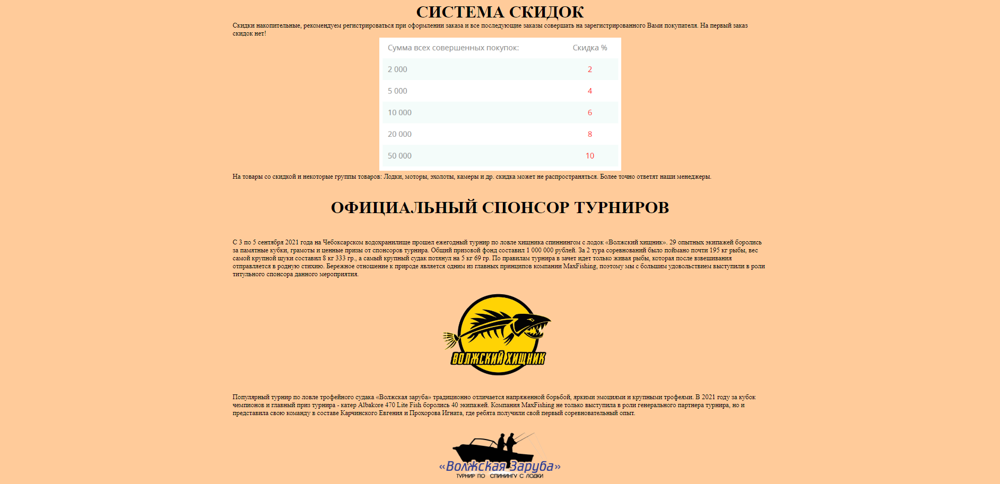 СИСТЕМА СКИДОК
Скидки накопительные, рекомендуем регистрироваться при оформлении заказа и все последующие заказы совершать на зарегистрированного Вами покупателя. На первый заказ
скидок нет!
Сумма всех совершенных покупок: Скидка %
2 000 2
5 000 4
10 000 6
20 000 8
50 000 10
На товары со скидкой и некоторые группы товаров: Лодки, моторы, эхолоты, камеры и др. скидка может не распространяться. Более точно ответят наши менеджеры.
ОФИЦИАЛЬНЫЙ СПОНСОР ТУРНИРОВ
С 3 по 5 сентября 2021 года на Чебоксарском водохранилище прошел ежегодный турнир по ловле хищника спиннингом с лодок «Волжский хищник». 29 опытных экипажей боролись
за памятные кубки, грамоты и ценные призы от спонсоров турнира. Общий призовой фонд составил 1 000 000 рублей. За 2 тура соревнований было поймано почти 195 кг рыбы, вес
самой крупной щуки составил 8 кг 333 гр., а самый крупный судак потянул на 5 кг 69 гр. По правилам турнира в зачет идет только живая рыбы, которая после взвешивания
отправляется в родную стихию. Бережное отношение к природе является одним из главных принципов компании MaxFishing, поэтому мы с большим удовольствием выступили в роли
титульного спонсора данного мероприятия.
ВОЛЖСКИЙ ХИЩНИК
Популярный турнир по ловле трофейного судака «Волжская заруба» традиционно отличается напряженной борьбой, яркими эмоциями и крупными трофеями. В 2021 году за кубок
чемпионов и главный приз турнира - катер Albakore 470 Lite Fish боролись 40 экипажей. Компания MaxFishing не только выступила в роли генерального партнера турнира, но и
представила свою команду в составе Карчинского Евгения и Прохорова Игната, где ребята получили свой первый соревновательный опыт.
«Волжская Заруба»
ТУРНИР ПО СПИНИНГУ С ЛОДКИ